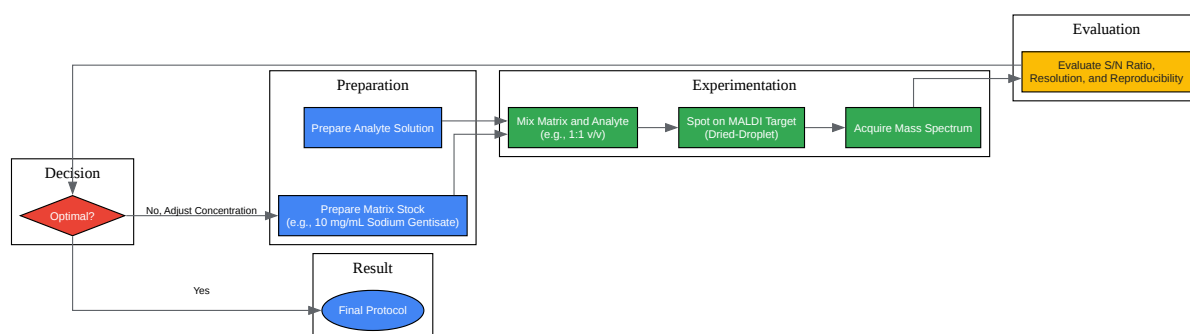 Evaluation
Evaluate S/N Ratio,
Resolution, and Reproducibility
Preparation
Prepare Analyte Solution
Prepare Matrix Stock
(e.g., 10 mg/mL Sodium Gentisate)
Experimentation
Mix Matrix and Analyte
(e.g., 1:1 v/v)
Spot on MALDI Target
(Dried-Droplet)
Acquire Mass Spectrum
Decision
Optimal?
No, Adjust Concentration
Yes
Result
Final Protocol